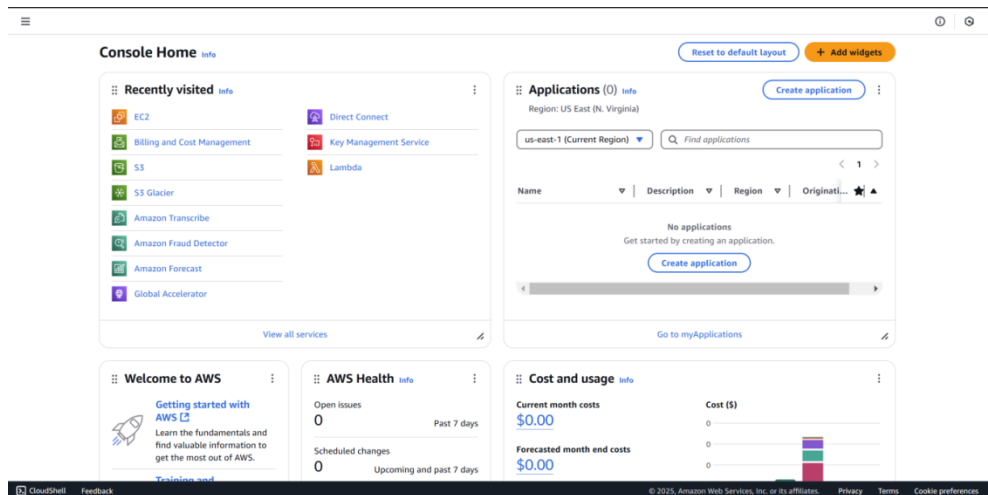 Console Home Info
Reset to default layout
+ Add widgets
Recently visited Info
EC2
Billing and Cost Management
S3
S3 Glacier
Amazon Transcribe
Amazon Fraud Detector
Amazon Forecast
Global Accelerator
Direct Connect
Key Management Service
Lambda
View all services
Applications (0) Info
Create application
Region: US East (N. Virginia)
us-east-1 (Current Region)
Find applications
1
Name Description Region Originati...
No applications
Get started by creating an application.
Create application
Go to myApplications
Welcome to AWS
Getting started with
AWS
Learn the fundamentals and
find valuable information to
get the most out of AWS.
Training and
AWS Health Info
Open issues
0 Past 7 days
Scheduled changes
0 Upcoming and past 7 days
Cost and usage Info
Current month costs
$0.00
Forecasted month end costs
$0.00
Cost ($)
0
0
0
CloudShell Feedback
© 2025, Amazon Web Services, Inc. or its affiliates. Privacy Terms Cookie preferences